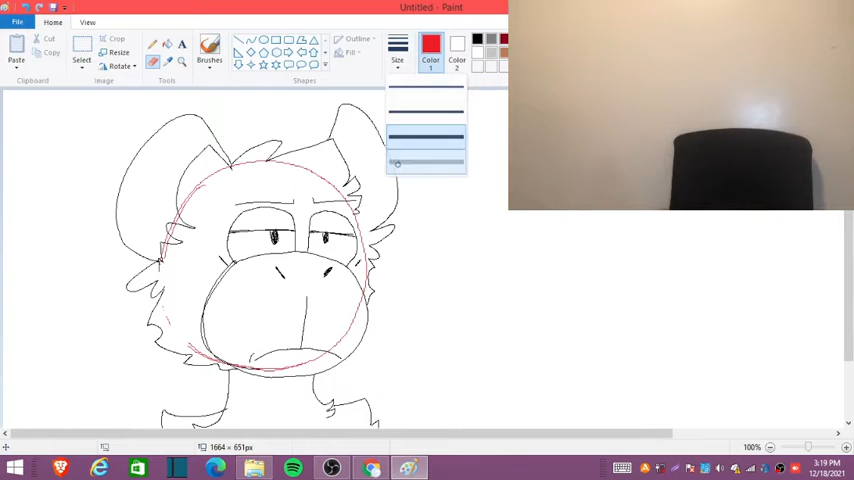 Untitled - Paint
File Home View
Paste
Cut
Copy
Clipboard
Select
Crop
Resize
Rotate
Image
A
Tools
Brushes
Outline
Fill
Shapes
Size
Color 1
Color 2
1664 × 651px
100%
3:19 PM
12/18/2021